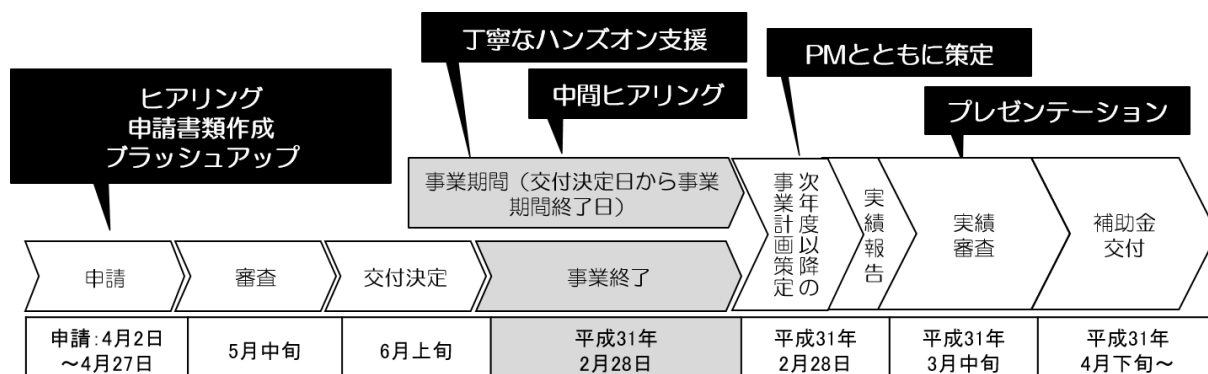 丁寧なハンズオン支援
PMとともに策定
ヒアリング
申請書類作成
ブラッシュアップ
中間ヒアリング
プレゼンテーション
事業期間（交付決定日から事業
期間終了日）
申請
審査
交付決定
事業終了
次年度以降の
事業計画策定
実績報告
実績
審査
補助金
交付
申請：4月2日
～4月27日
5月中旬
6月上旬
平成31年
2月28日
平成31年
2月28日
平成31年
3月中旬
平成31年
4月下旬～